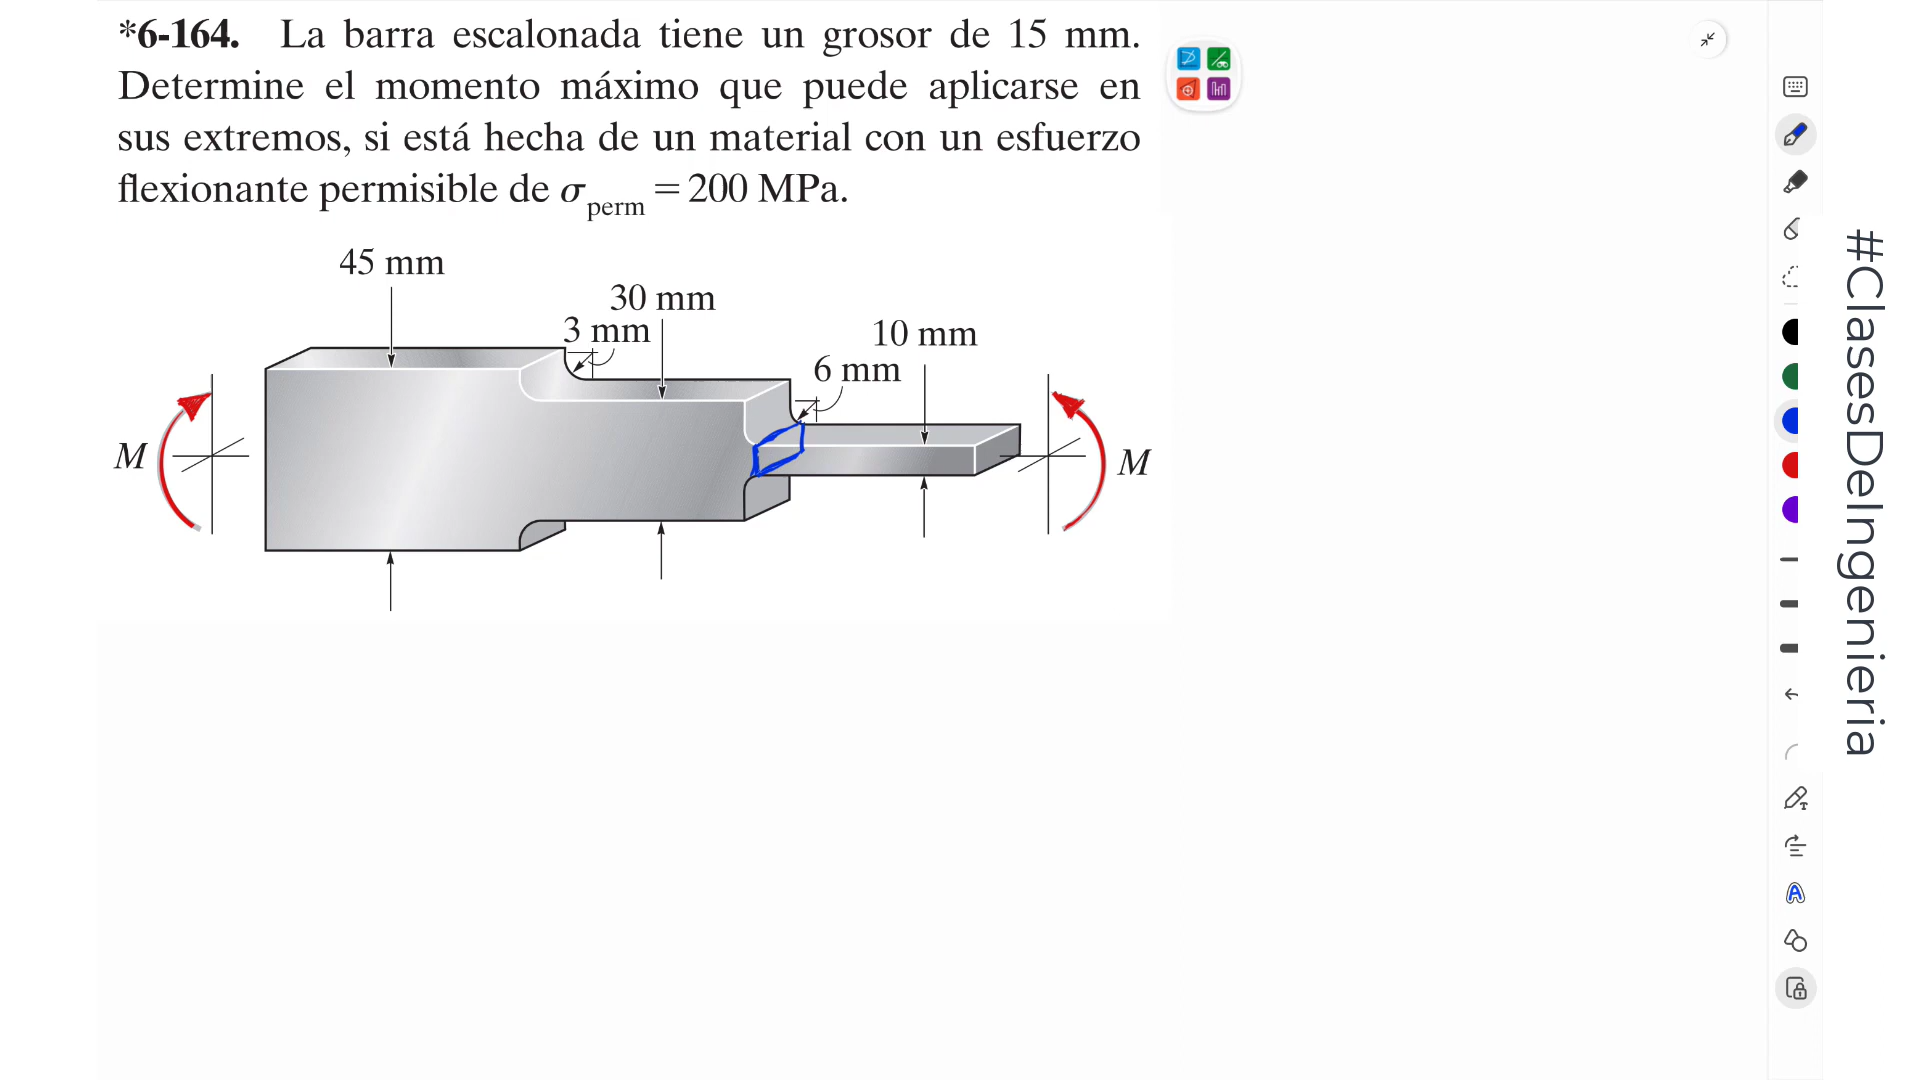 *6-164. La barra escalonada tiene un grosor de 15 mm.
Determine el momento máximo que puede aplicarse en
sus extremos, si está hecha de un material con un esfuerzo
flexionante permisible de σperm = 200 MPa.
45 mm
30 mm
3 mm
10 mm
6 mm
M
M
#ClasesDeIngenieria